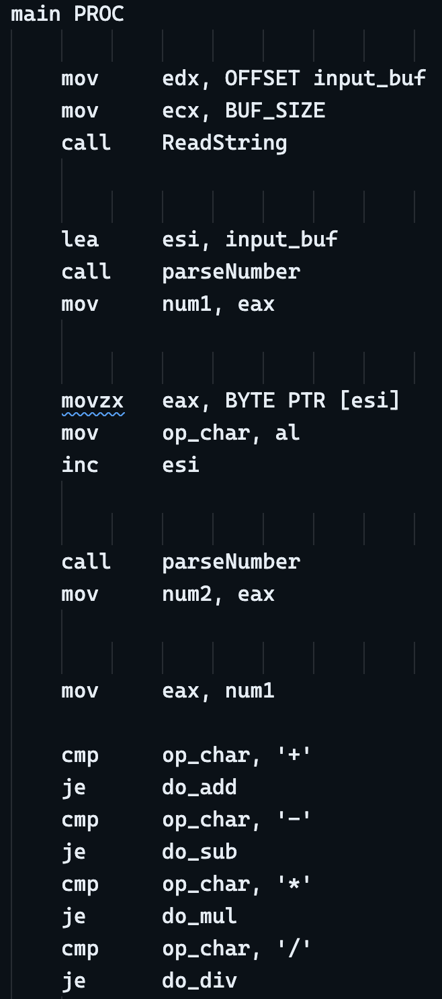 main PROC
mov edx, OFFSET input_buf
mov ecx, BUF_SIZE
call ReadString
lea esi, input_buf
call parseNumber
mov num1, eax
movzx eax, BYTE PTR [esi]
mov op_char, al
inc esi
call parseNumber
mov num2, eax
mov eax, num1
cmp op_char, '+'
je do_add
cmp op_char, '-'
je do_sub
cmp op_char, '*'
je do_mul
cmp op_char, '/'
je do_div